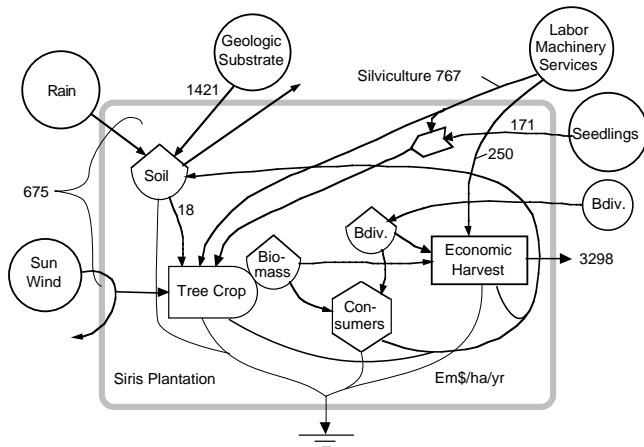 Geologic
Substrate
Labor
Machinery
Services
Rain
1421
Silviculture 767
Seedlings
171
Soil
250
675
18
Bdiv.
Bdiv.
Economic
Harvest
3298
Sun
Wind
Bio-
mass
Tree Crop
Con-
sumers
Siris Plantation
Em$/ha/yr